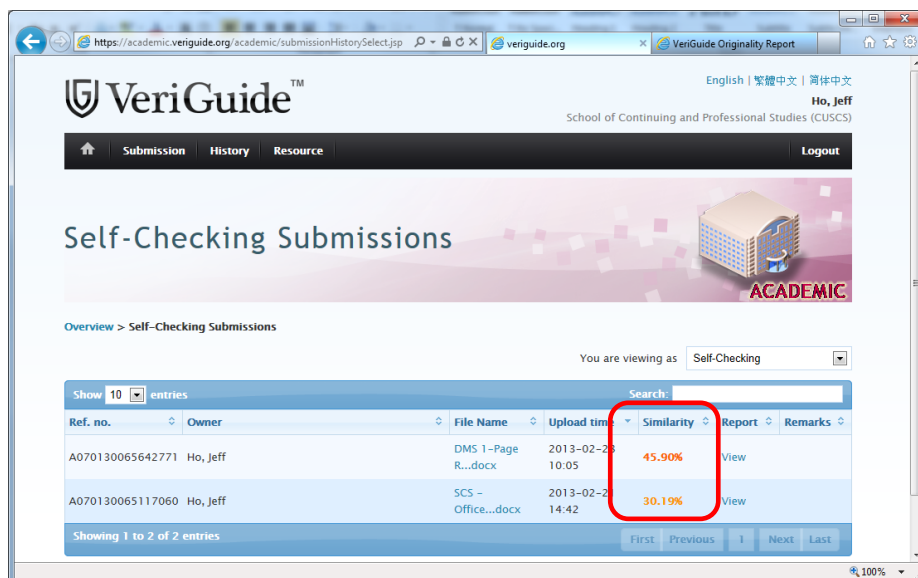 https://academic.veriguide.org/academic/submissionHistorySelect.jsp
veriguide.org
VeriGuide Originality Report
VeriGuide™
English | 繁體中文 | 简体中文
Ho, Jeff
School of Continuing and Professional Studies (CUSCS)
Submission History Resource Logout
Self-Checking Submissions
ACADEMIC
Overview > Self-Checking Submissions
You are viewing as Self-Checking
Show 10 entries Search:
Ref. no. Owner File Name Upload time Similarity Report Remarks
A070130065642771 Ho, Jeff DMS 1-Page R...docx 2013-02-28 10:05 45.90% View
A070130065117060 Ho, Jeff SCS - Office...docx 14:42 30.19% View
Showing 1 to 2 of 2 entries First Previous 1 Next Last
100%